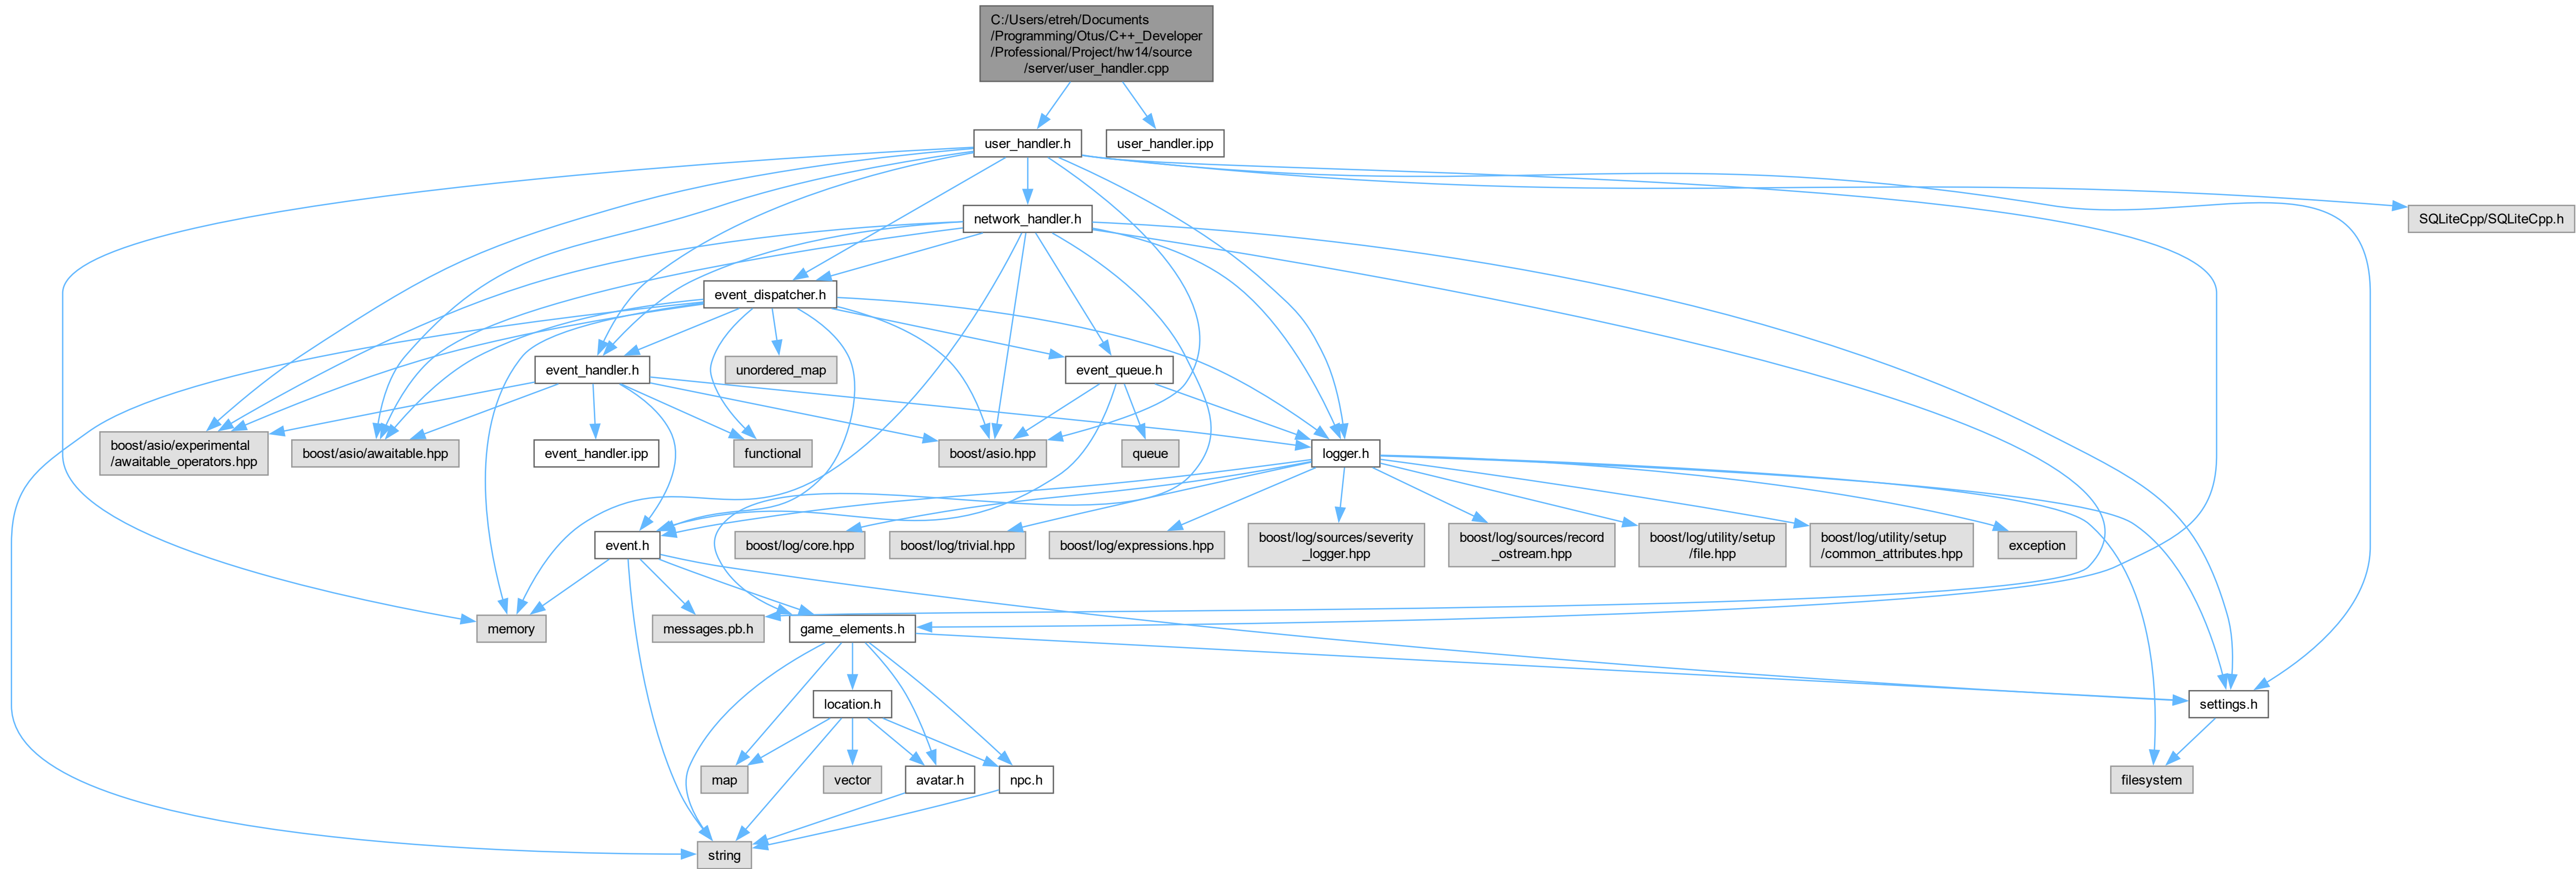 C:/Users/etreh/Documents
/Programming/Otus/C++_Developer
/Professional/Project/hw14/source
/server/user_handler.cpp
user_handler.h
user_handler.ipp
network_handler.h
SQLiteCpp/SQLiteCpp.h
event_dispatcher.h
event_handler.h
unordered_map
event_queue.h
boost/asio/experimental
/awaitable_operators.hpp
boost/asio/awaitable.hpp
event_handler.ipp
functional
boost/asio.hpp
queue
logger.h
event.h
boost/log/core.hpp
boost/log/trivial.hpp
boost/log/expressions.hpp
boost/log/sources/severity
_logger.hpp
boost/log/sources/record
_ostream.hpp
boost/log/utility/setup
/file.hpp
boost/log/utility/setup
/common_attributes.hpp
exception
memory
messages.pb.h
game_elements.h
location.h
settings.h
map
vector
avatar.h
npc.h
filesystem
string